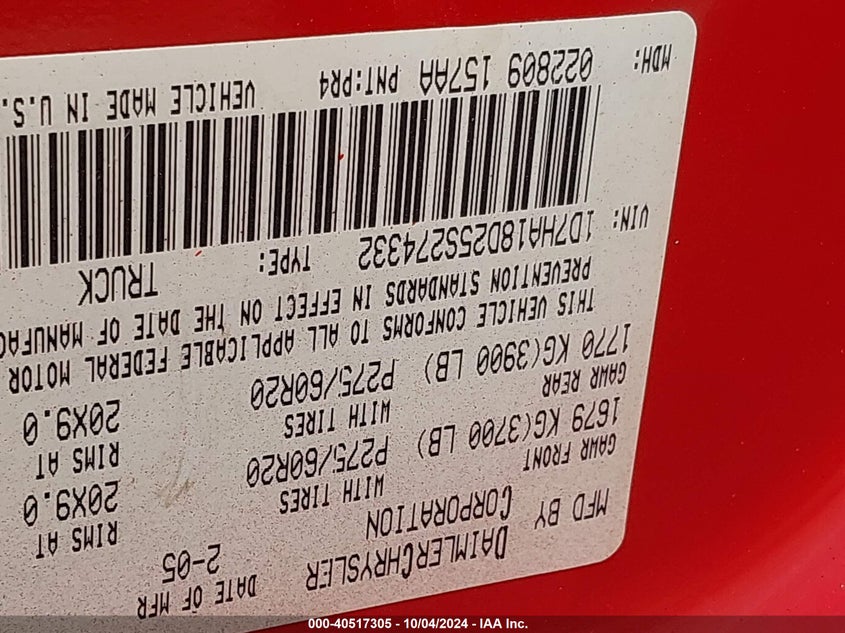 MFD BY DAIMLERCHRYSLER CORPORATION
DATE OF MFR 2-05
GAWR FRONT WITH TIRES RIMS AT
1679 KG(3700 LB) P275/60R20 20X9.0
GAWR REAR WITH TIRES RIMS AT
1770 KG(3900 LB) P275/60R20 20X9.0
THIS VEHICLE CONFORMS TO ALL APPLICABLE FEDERAL MOTOR
PREVENTION STANDARDS IN EFFECT ON THE DATE OF MANUFAC
VIN: 1D7HA18D25S274332 TYPE: TRUCK
MDH: 022809 157AA PNT:PR4 VEHICLE MADE IN U.S.
000-40517305 - 10/04/2024 - IAA Inc.